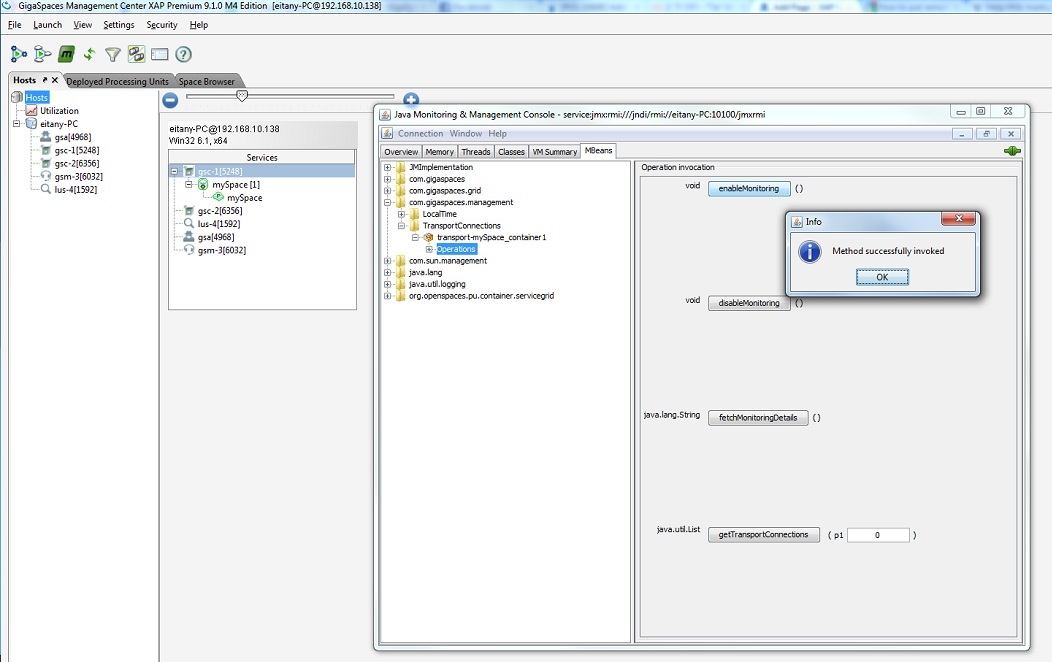 GigaSpaces Management Center XAP Premium 9.1.0 M4 Edition [eitany-PC@192.168.10.138]
File Launch View Settings Security Help
Hosts Deployed Processing Units Space Browser
Hosts
Utilization
eitany-PC
gsa[4968]
gsc-1[5248]
gsc-2[6356]
gsm-3[6032]
lus-4[1592]
eitany-PC@192.168.10.138
Win32 6.1, x64
Services
gsc-1[5248]
mySpace [1]
mySpace
gsc-2[6356]
lus-4[1592]
gsa[4968]
gsm-3[6032]
Java Monitoring & Management Console - service:jmx:rmi:///jndi/rmi://eitany-PC:10100/jmxrmi
Connection Window Help
Overview Memory Threads Classes VM Summary MBeans
JMImplementation
com.gigaspaces
com.gigaspaces.grid
com.gigaspaces.management
LocalTime
TransportConnections
transport-mySpace_container1
Operations
com.sun.management
java.lang
java.util.logging
org.openspaces.pu.container.servicegrid
Operation invocation
void enableMonitoring ()
Info
Method successfully invoked
OK
void disableMonitoring ()
java.lang.String fetchMonitoringDetails ()
java.util.List getTransportConnections ( p1 0 )